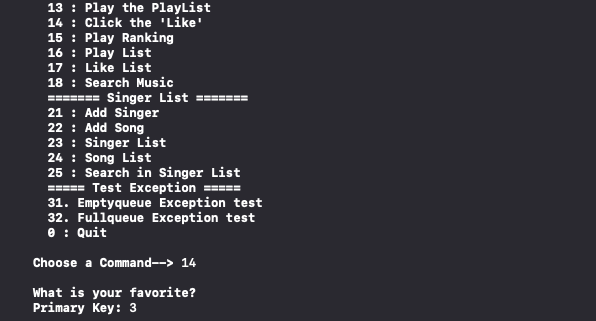 13 : Play the PlayList
14 : Click the 'Like'
15 : Play Ranking
16 : Play List
17 : Like List
18 : Search Music
======= Singer List =======
21 : Add Singer
22 : Add Song
23 : Singer List
24 : Song List
25 : Search in Singer List
===== Test Exception =====
31. Emptyqueue Exception test
32. Fullqueue Exception test
0 : Quit
Choose a Command--> 14
What is your favorite?
Primary Key: 3